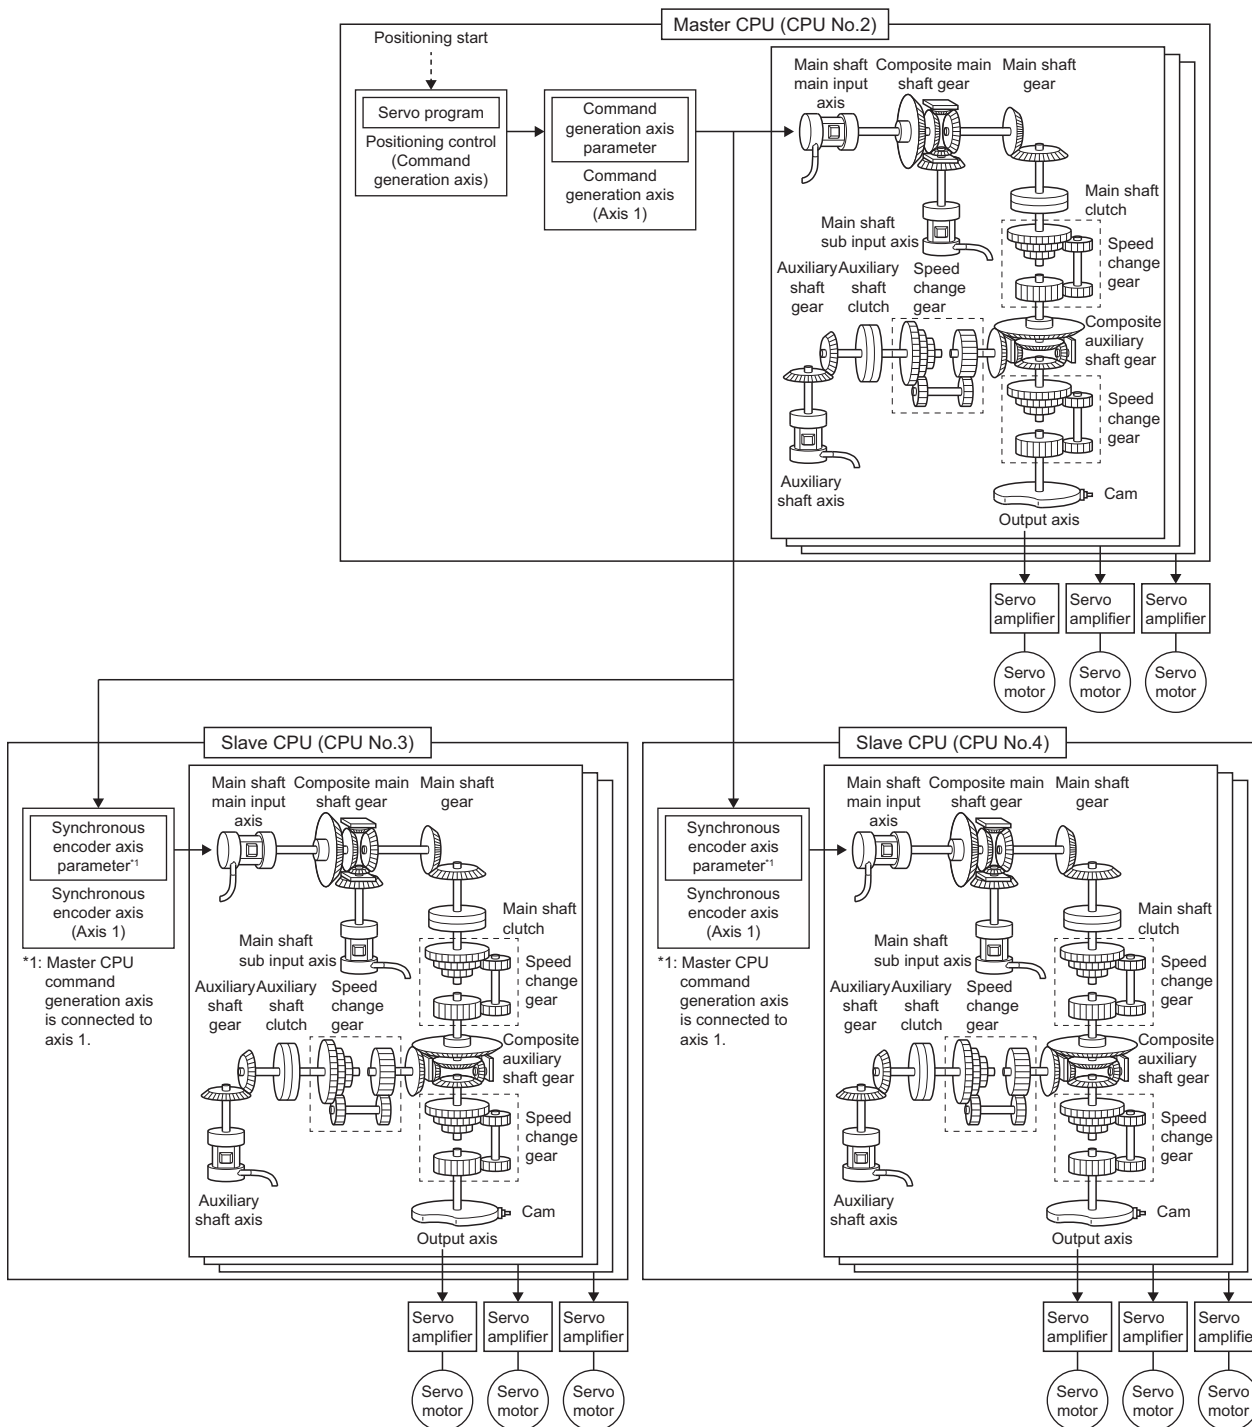 Master CPU (CPU No.2)
Positioning start
Servo program
Positioning control
(Command
generation axis)
Command
generation axis
parameter
Command
generation axis
(Axis 1)
Main shaft
main input
axis
Composite main
shaft gear
Main shaft
gear
Main shaft
clutch
Main shaft
sub input axis
Speed
change
gear
Auxiliary
shaft
gear
Auxiliary
shaft
clutch
Speed
change
gear
Composite
auxiliary
shaft gear
Speed
change
gear
Auxiliary
shaft axis
Cam
Output axis
Servo
amplifier
Servo
amplifier
Servo
amplifier
Servo
motor
Servo
motor
Servo
motor
Slave CPU (CPU No.3)
Synchronous
encoder axis
parameter*1
Synchronous
encoder axis
(Axis 1)
*1: Master CPU
command
generation axis
is connected to
axis 1.
Main shaft
main input
axis
Composite main
shaft gear
Main shaft
gear
Main shaft
clutch
Main shaft
sub input axis
Speed
change
gear
Auxiliary
shaft
gear
Auxiliary
shaft
clutch
Speed
change
gear
Composite
auxiliary
shaft gear
Speed
change
gear
Auxiliary
shaft axis
Cam
Output axis
Servo
amplifier
Servo
amplifier
Servo
amplifier
Servo
motor
Servo
motor
Servo
motor
Slave CPU (CPU No.4)
Synchronous
encoder axis
parameter*1
Synchronous
encoder axis
(Axis 1)
*1: Master CPU
command
generation axis
is connected to
axis 1.
Main shaft
main input
axis
Composite main
shaft gear
Main shaft
gear
Main shaft
clutch
Main shaft
sub input axis
Speed
change
gear
Auxiliary
shaft
gear
Auxiliary
shaft
clutch
Speed
change
gear
Composite
auxiliary
shaft gear
Speed
change
gear
Auxiliary
shaft axis
Cam
Output axis
Servo
amplifier
Servo
amplifier
Servo
amplifier
Servo
motor
Servo
motor
Servo
motor